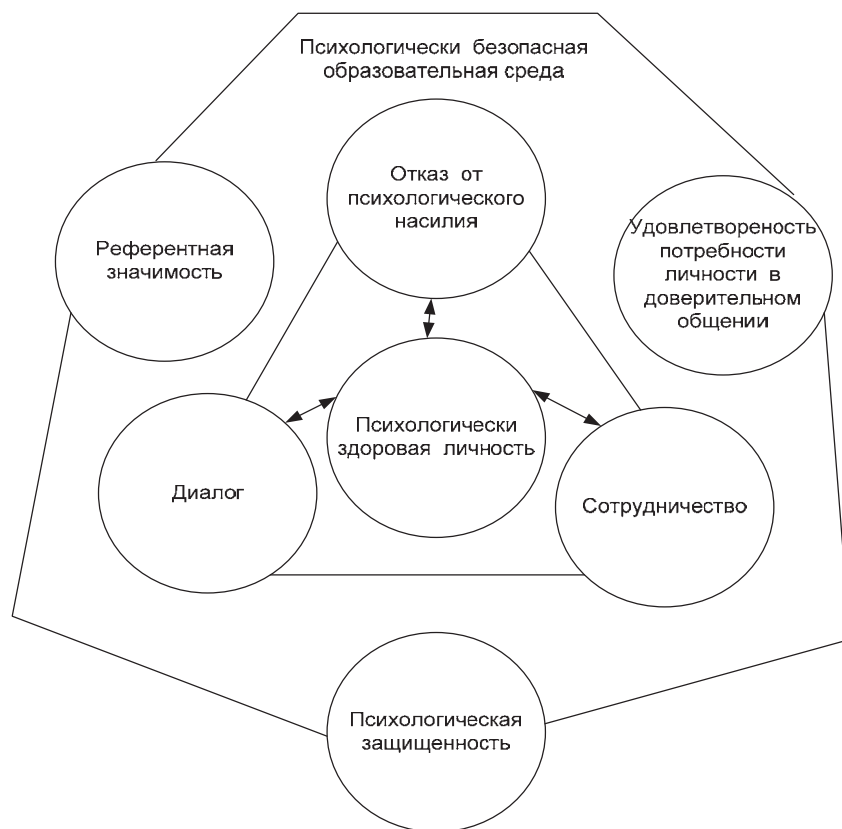 Психологически безопасная
образовательная среда
Отказ от
психологического
насилия
Референтная
значимость
Удовлетвореность
потребности
личности в
доверительном
общении
Психологически
здоровая личность
Диалог
Сотрудничество
Психологическая
защищенность